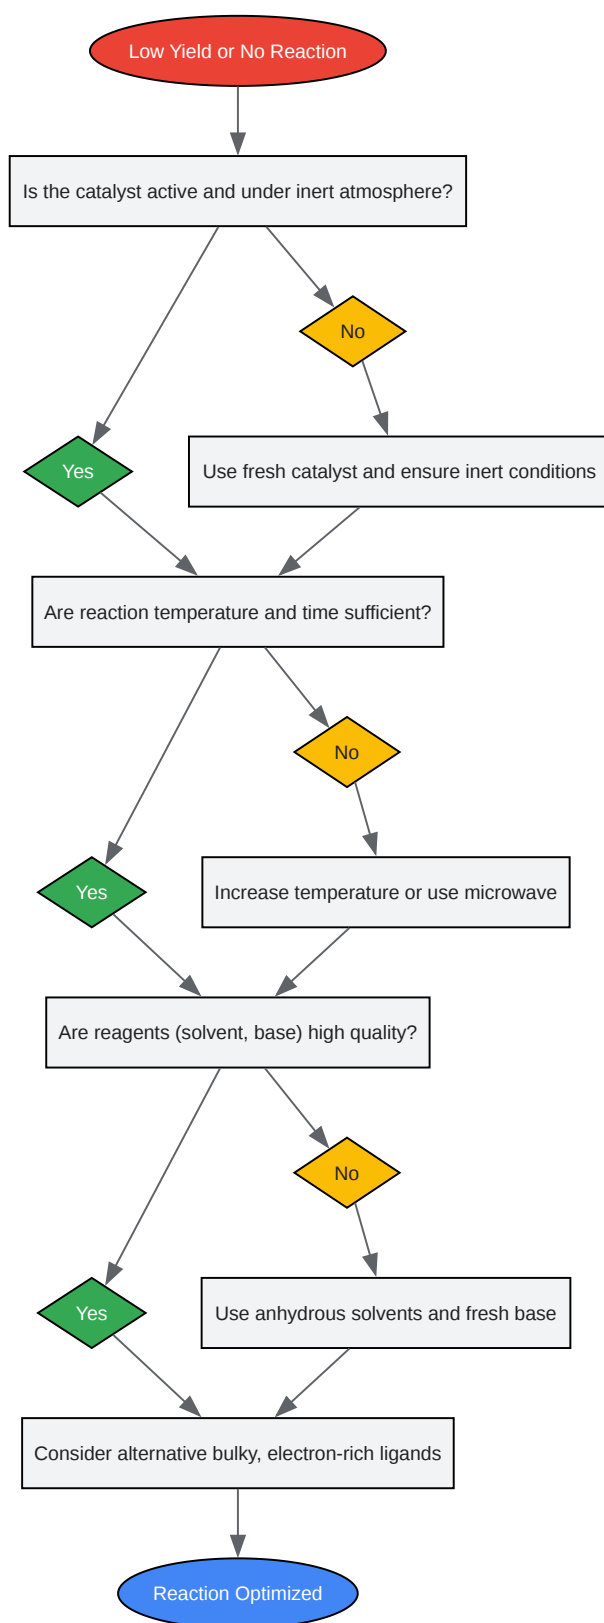 Low Yield or No Reaction
Is the catalyst active and under inert atmosphere?
No
Yes
Use fresh catalyst and ensure inert conditions
Are reaction temperature and time sufficient?
No
Yes
Increase temperature or use microwave
Are reagents (solvent, base) high quality?
No
Yes
Use anhydrous solvents and fresh base
Consider alternative bulky, electron-rich ligands
Reaction Optimized